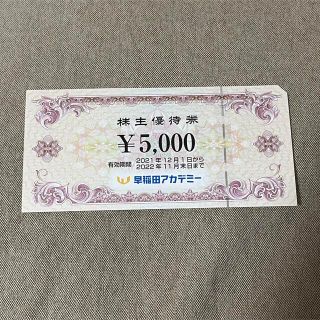 株主優待券
￥5,000
有効期間 2021年12月1日から
2022年11月末日まで
早稲田アカデミー